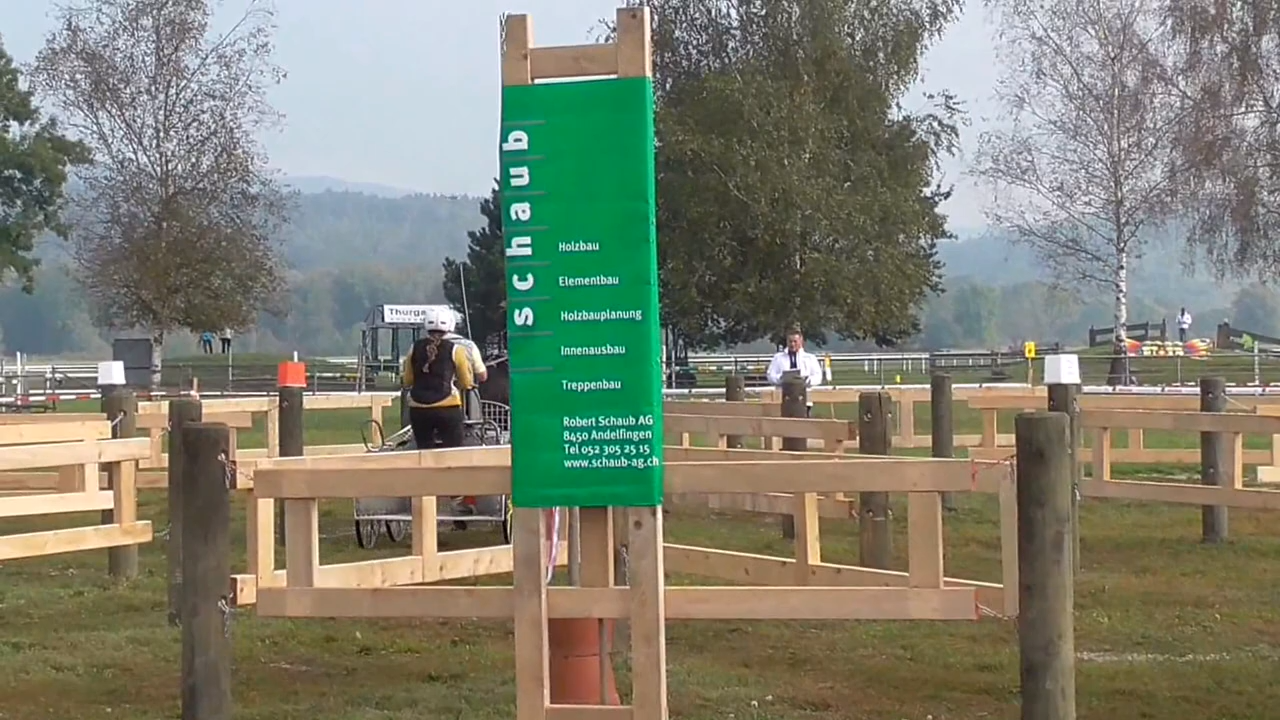 schaub
Holzbau
Elementbau
Holzbauplanung
Innenausbau
Treppenbau
Robert Schaub AG
8450 Andelfingen
Tel 052 305 25 15
www.schaub-ag.ch
Thurga